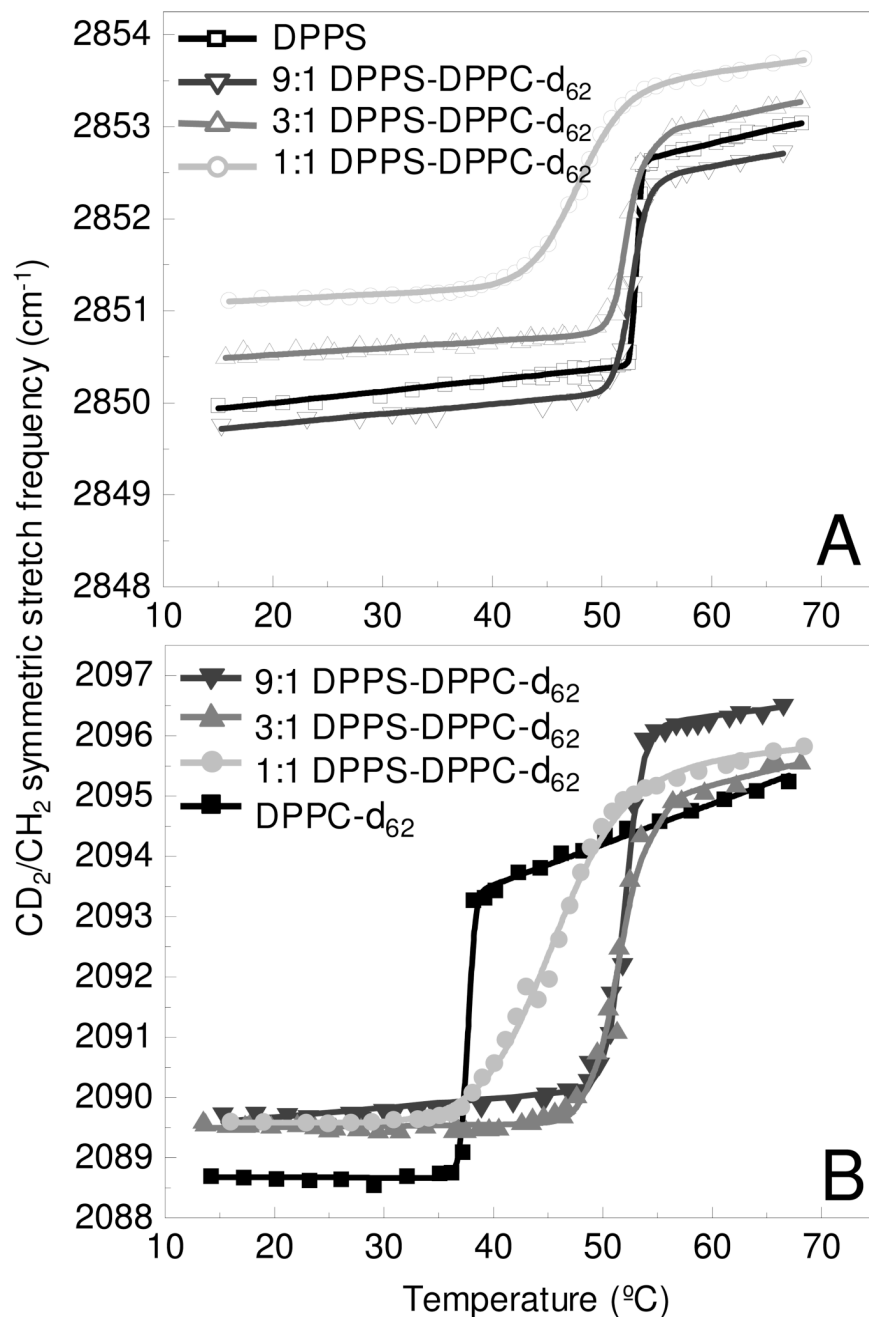 CD₂/CH₂ symmetric stretch frequency (cm⁻¹)
2854
2853
2852
2851
2850
2849
2848
DPPS
9:1 DPPS-DPPC-d₆₂
3:1 DPPS-DPPC-d₆₂
1:1 DPPS-DPPC-d₆₂
A
10 20 30 40 50 60 70
2097
2096
2095
2094
2093
2092
2091
2090
2089
2088
9:1 DPPS-DPPC-d₆₂
3:1 DPPS-DPPC-d₆₂
1:1 DPPS-DPPC-d₆₂
DPPC-d₆₂
B
10 20 30 40 50 60 70
Temperature (ºC)